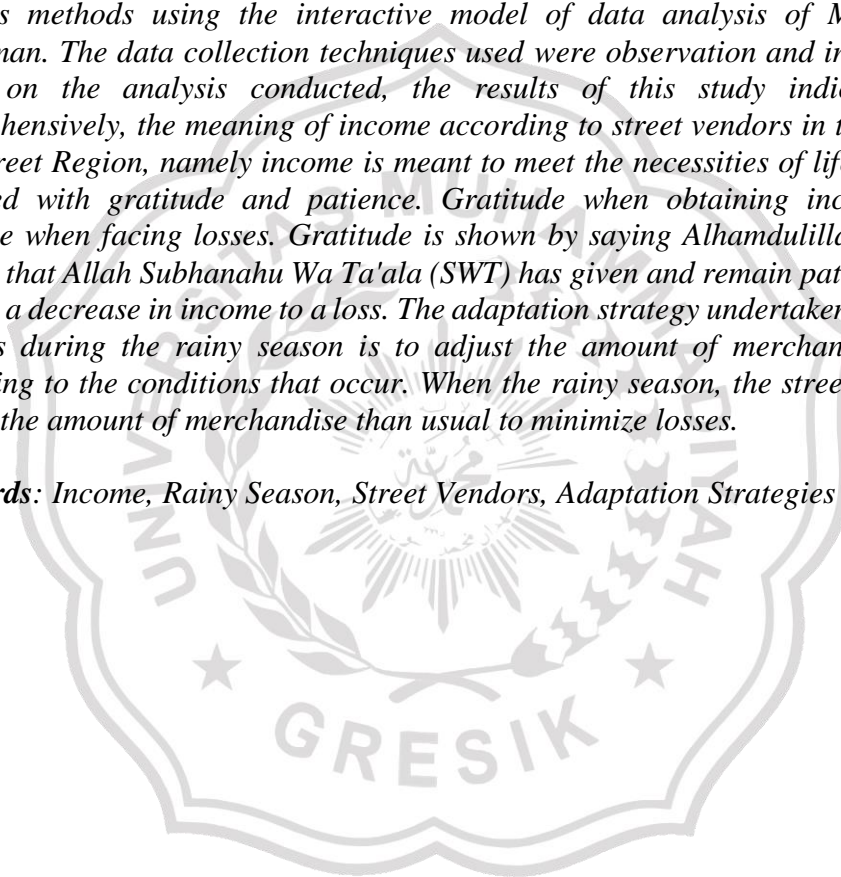 s methods using the interactive model of data analysis of M
nan. The data collection techniques used were observation and in
on the analysis conducted, the results of this study indic
hensively, the meaning of income according to street vendors in t
reet Region, namely income is meant to meet the necessities of life
ed with gratitude and patience. Gratitude when obtaining inc
e when facing losses. Gratitude is shown by saying Alhamdulilla
that Allah Subhanahu Wa Ta'ala (SWT) has given and remain pat
a decrease in income to a loss. The adaptation strategy undertaken
s during the rainy season is to adjust the amount of merchan
ing to the conditions that occur. When the rainy season, the stree
the amount of merchandise than usual to minimize losses.
rds: Income, Rainy Season, Street Vendors, Adaptation Strategies
UNIVERSITAS MUHAMMADIYAH
GRESIK